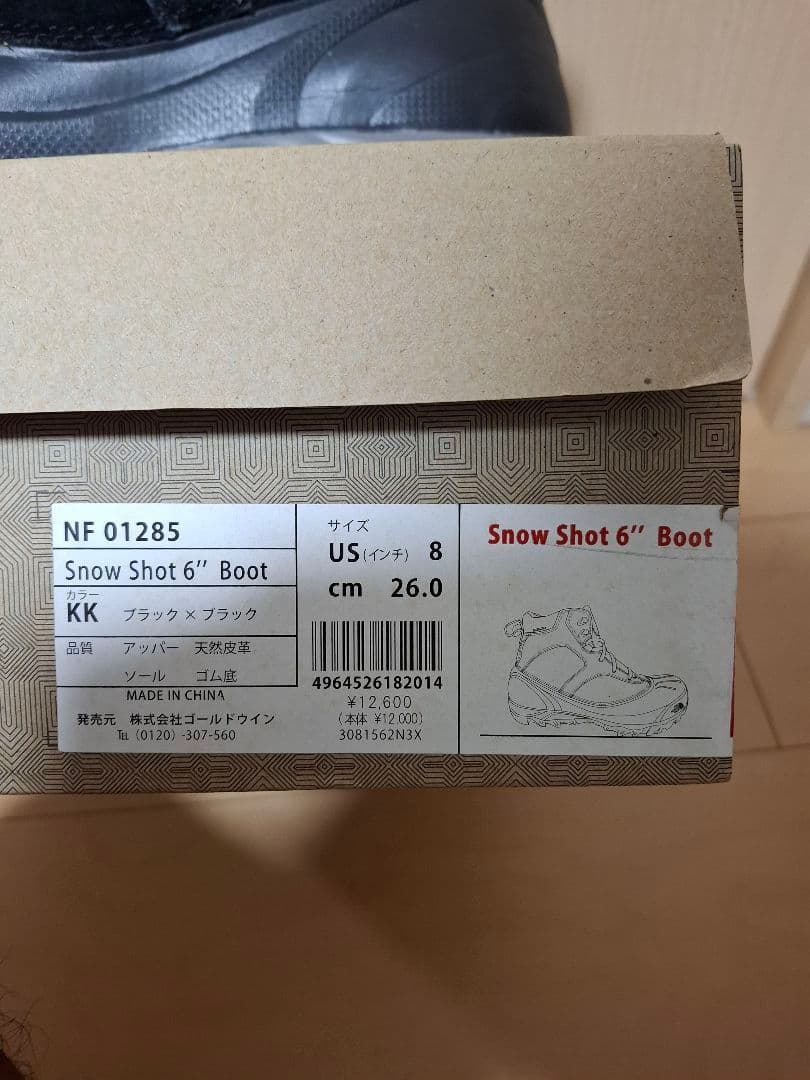 NF 01285
Snow Shot 6″ Boot
カラー
KK ブラック × ブラック
品質 アッパー 天然皮革
ソール ゴム底
MADE IN CHINA
発売元 株式会社ゴールドウイン
℡ (0120) -307-560
サイズ
US (インチ) 8
cm 26.0
4964526182014
¥12,600
(本体 ¥12,000)
3081562N3X
Snow Shot 6″ Boot